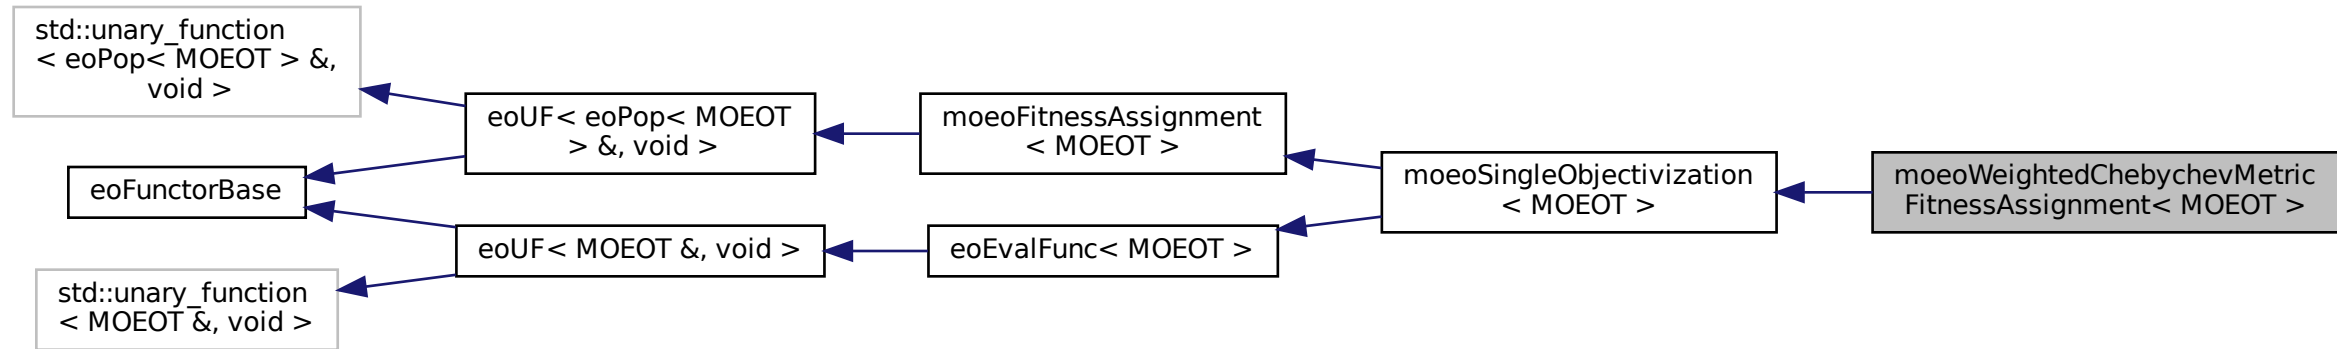 std::unary_function
< eoPop< MOEOT > &,
void >
eoFunctorBase
std::unary_function
< MOEOT &, void >
eoUF< eoPop< MOEOT
> &, void >
eoUF< MOEOT &, void >
moeoFitnessAssignment
< MOEOT >
eoEvalFunc< MOEOT >
moeoSingleObjectivization
< MOEOT >
moeoWeightedChebychevMetric
FitnessAssignment< MOEOT >